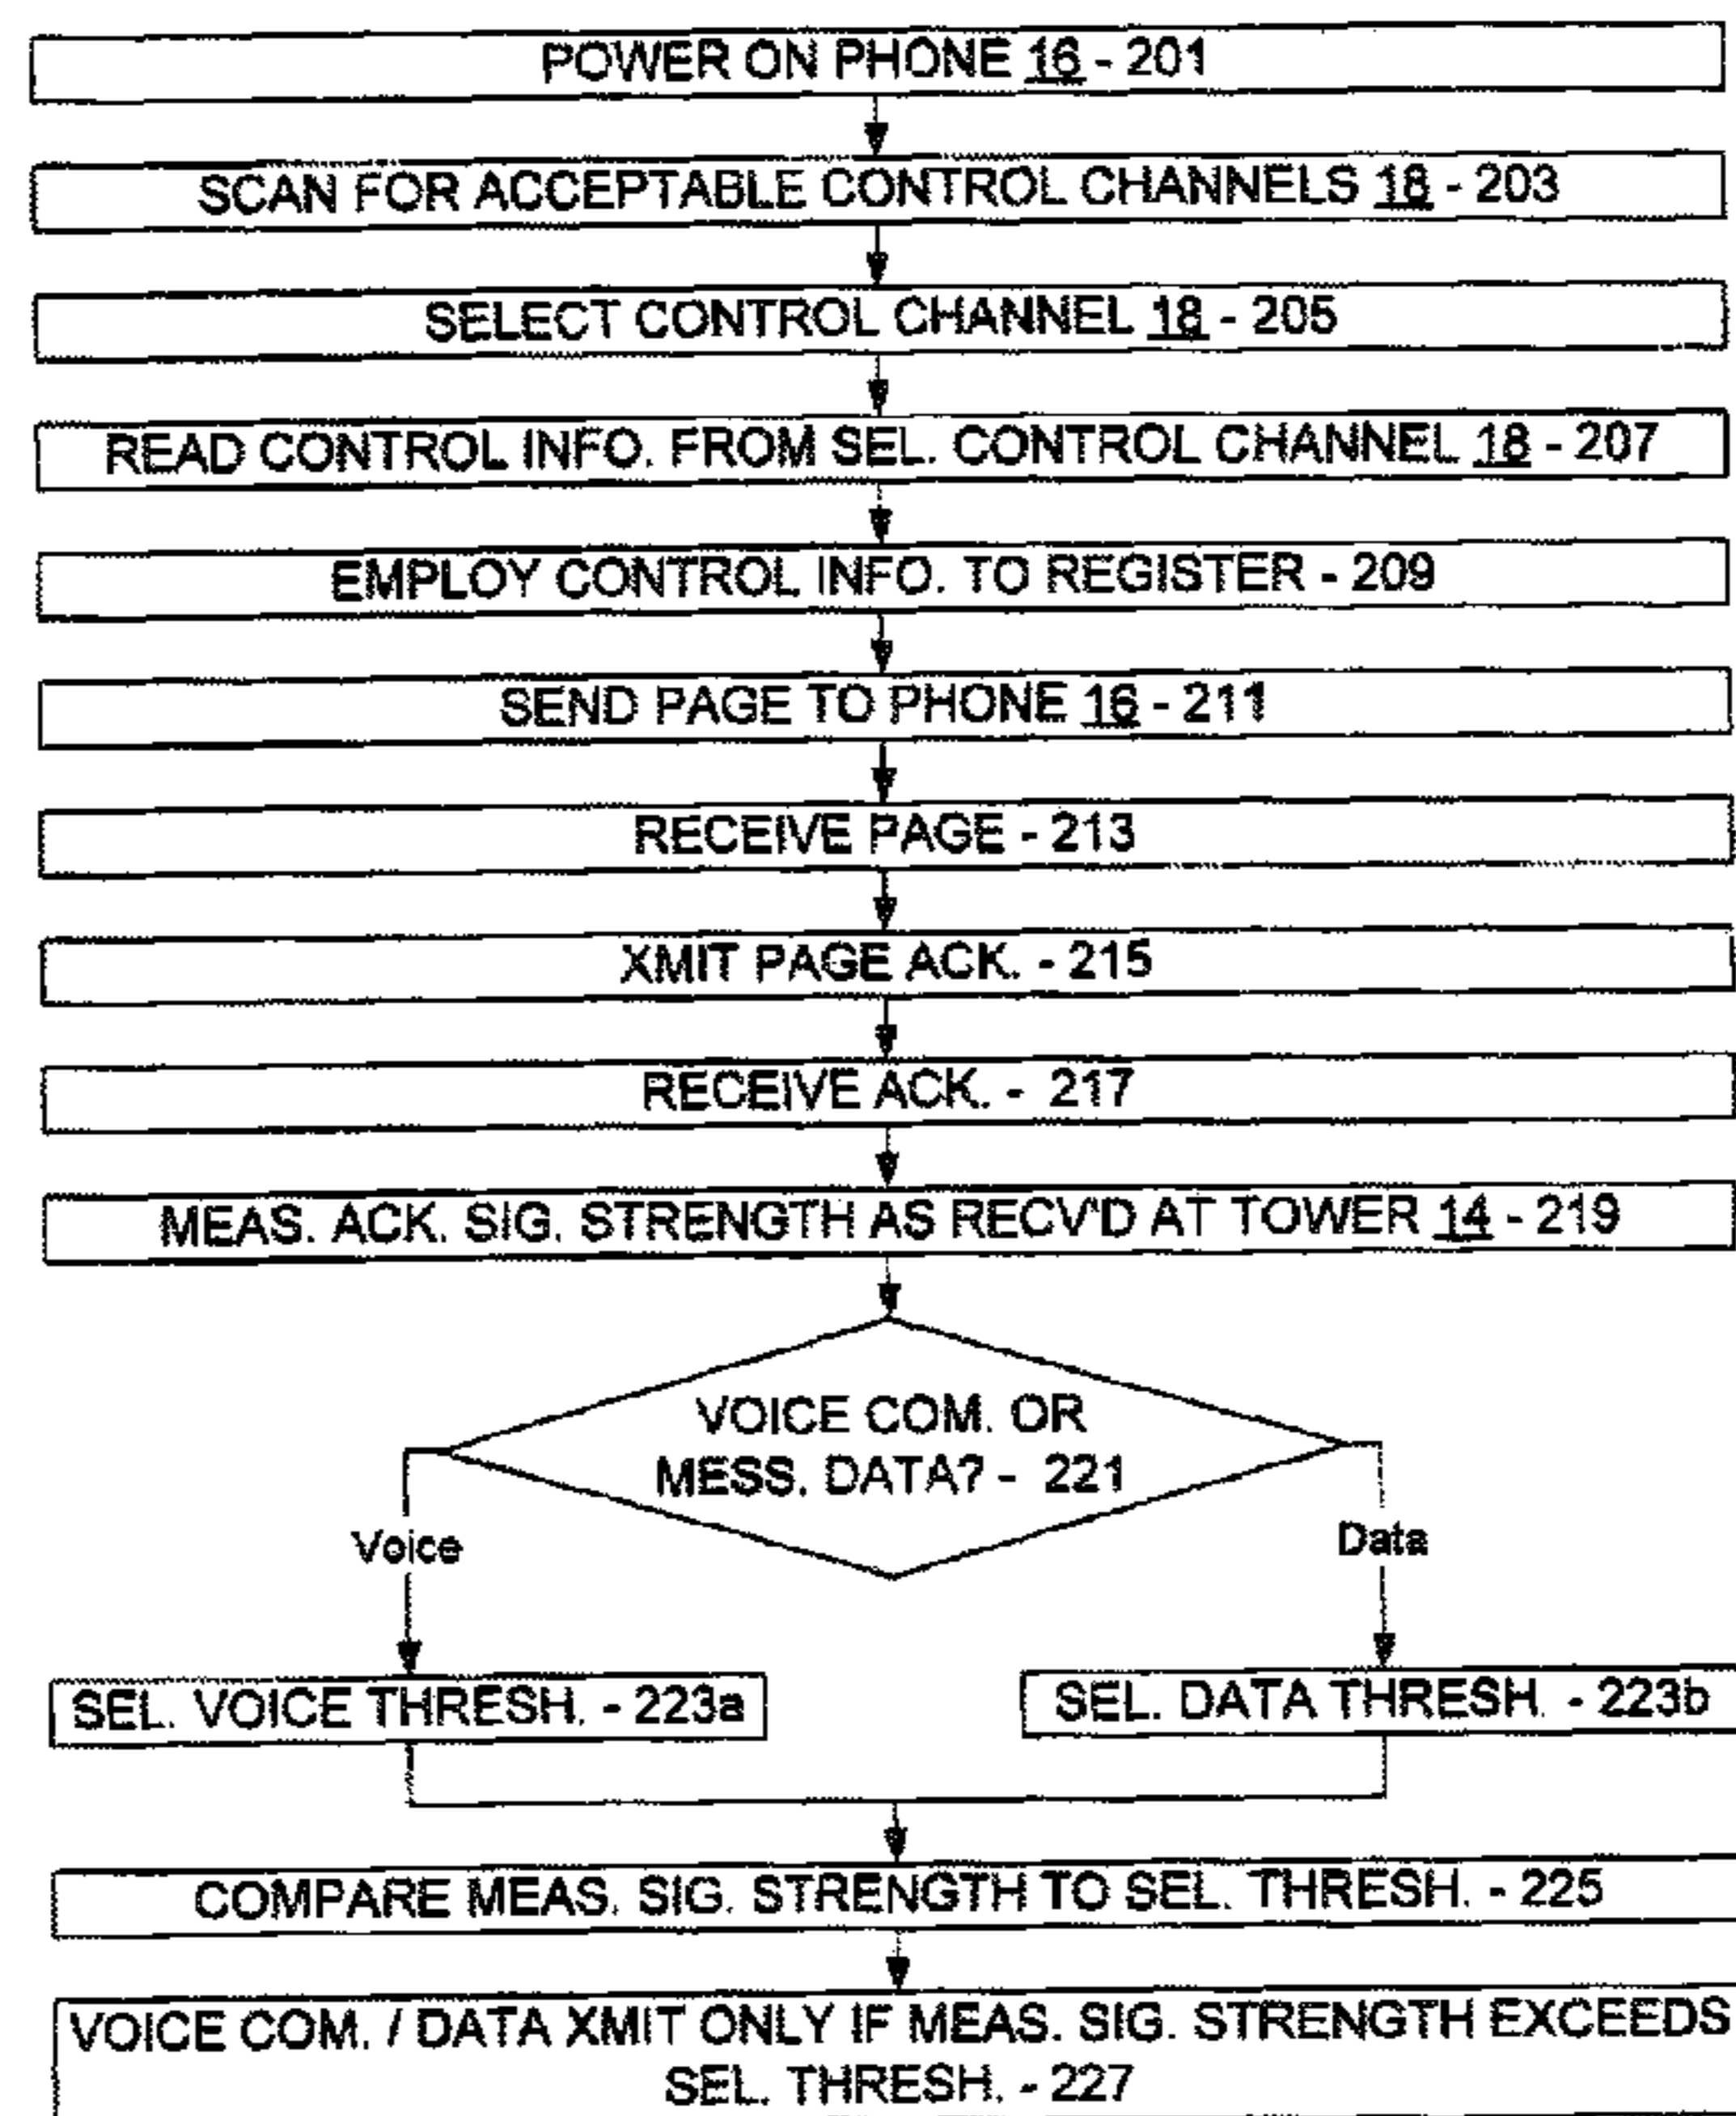 POWER ON PHONE 16 - 201
SCAN FOR ACCEPTABLE CONTROL CHANNELS 18 - 203
SELECT CONTROL CHANNEL 18 - 205
READ CONTROL INFO. FROM SEL. CONTROL CHANNEL 18 - 207
EMPLOY CONTROL INFO. TO REGISTER - 209
SEND PAGE TO PHONE 16 - 211
RECEIVE PAGE - 213
XMIT PAGE ACK. - 215
RECEIVE ACK. - 217
MEAS. ACK. SIG. STRENGTH AS RECV'D AT TOWER 14 - 219
VOICE COM. OR
MESS. DATA? - 221
Voice
Data
SEL. VOICE THRESH. - 223a
SEL. DATA THRESH. - 223b
COMPARE MEAS. SIG. STRENGTH TO SEL. THRESH. - 225
VOICE COM. / DATA XMIT ONLY IF MEAS. SIG. STRENGTH EXCEEDS
SEL. THRESH. - 227